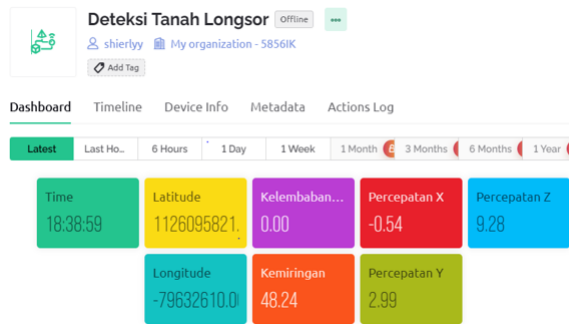 Deteksi Tanah Longsor Offline ...
shierlyy My organization - 5856IK
Add Tag
Dashboard Timeline Device Info Metadata Actions Log
Latest Last Ho... 6 Hours 1 Day 1 Week 1 Month 3 Months 6 Months 1 Year
Time Latitude Kelembaban... Percepatan X Percepatan Z
18:38:59 1126095821. 0.00 -0.54 9.28
Longitude Kemiringan Percepatan Y
-79632610.0 48.24 2.99